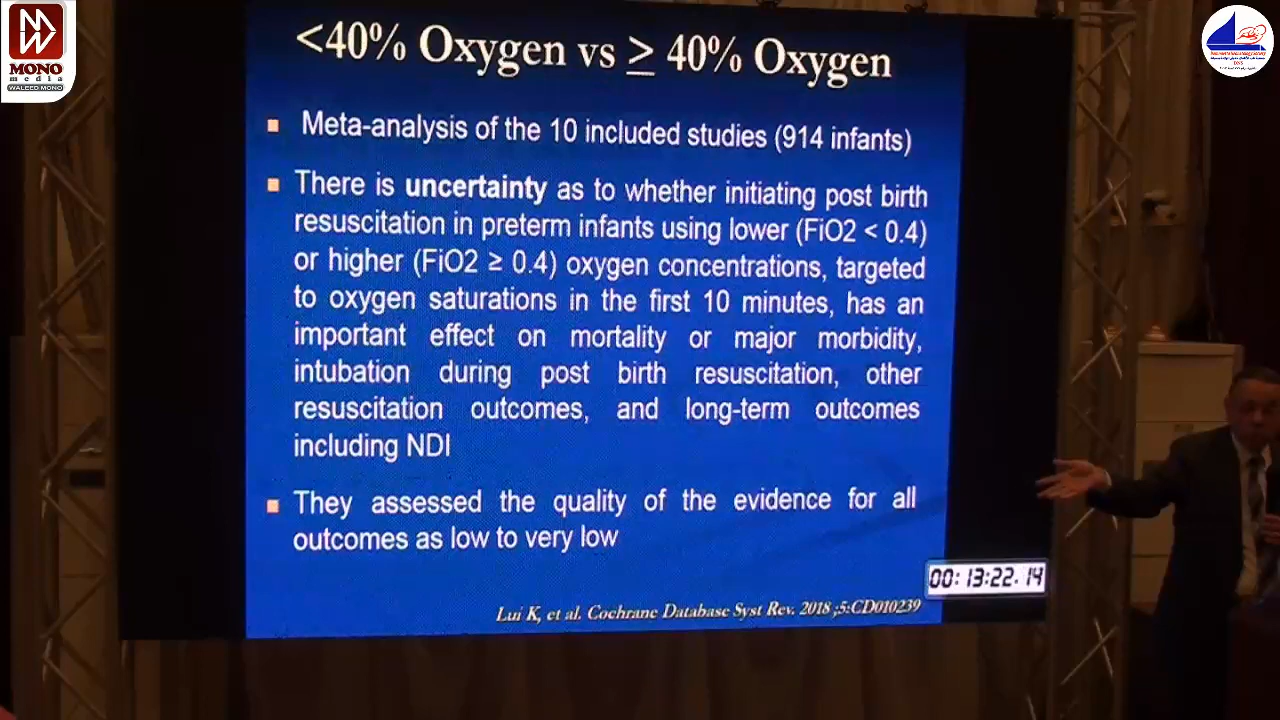 MONO
media
WALEED MONO
DNS
<40% Oxygen vs ≥ 40% Oxygen
Meta-analysis of the 10 included studies (914 infants)
There is uncertainty as to whether initiating post birth
resuscitation in preterm infants using lower (FiO2 < 0.4)
or higher (FiO2 ≥ 0.4) oxygen concentrations, targeted
to oxygen saturations in the first 10 minutes, has an
important effect on mortality or major morbidity,
intubation during post birth resuscitation, other
resuscitation outcomes, and long-term outcomes
including NDI
They assessed the quality of the evidence for all
outcomes as low to very low
00:13:22.14
Lui K, et al. Cochrane Database Syst Rev. 2018 ;5:CD010239